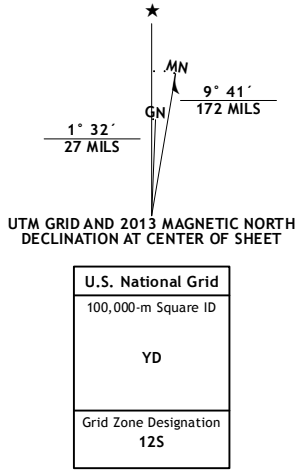 ★
MN
9° 41´
172 MILS
GN
1° 32´
27 MILS
UTM GRID AND 2013 MAGNETIC NORTH
DECLINATION AT CENTER OF SHEET
U.S. National Grid
100,000-m Square ID
YD
Grid Zone Designation
12S